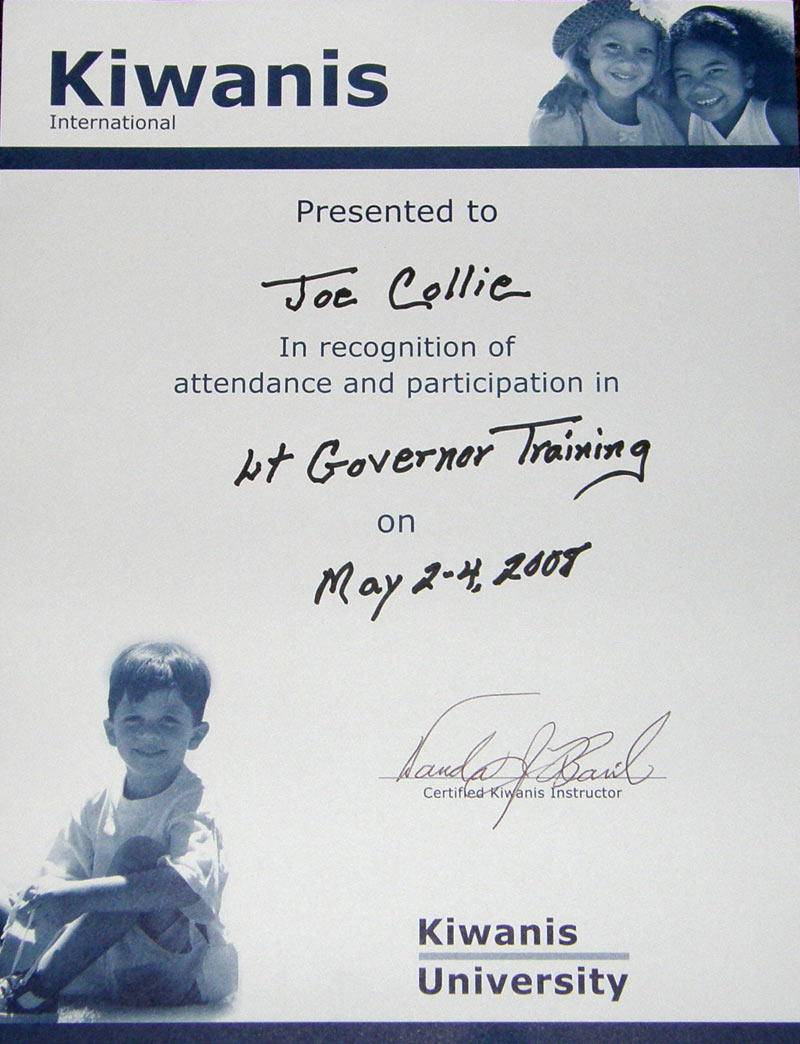 Kiwanis
International
Presented to
Joe Collie
In recognition of
attendance and participation in
Lt Governor Training
on
May 2-4, 2008
Certified Kiwanis Instructor
Kiwanis
University